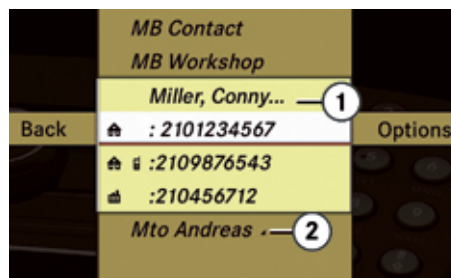 MB Contact
MB Workshop
Miller, Conny... 1
Back : 2101234567 Options
:2109876543
:210456712
Mto Andreas 2